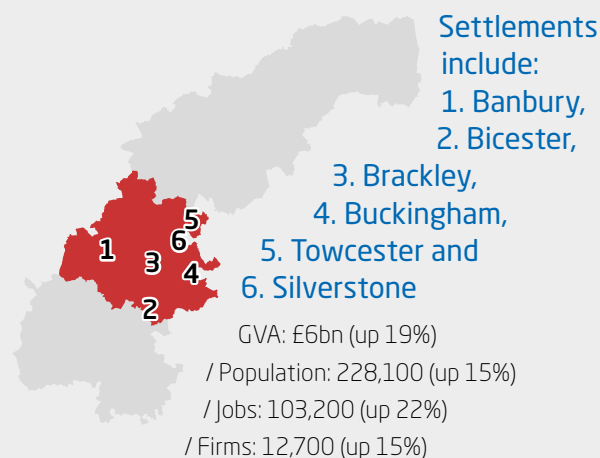 Settlements
include:
1. Banbury,
2. Bicester,
3. Brackley,
4. Buckingham,
5. Towcester and
6. Silverstone
GVA: £6bn (up 19%)
/ Population: 228,100 (up 15%)
/ Jobs: 103,200 (up 22%)
/ Firms: 12,700 (up 15%)
5
6
1
3
4
2